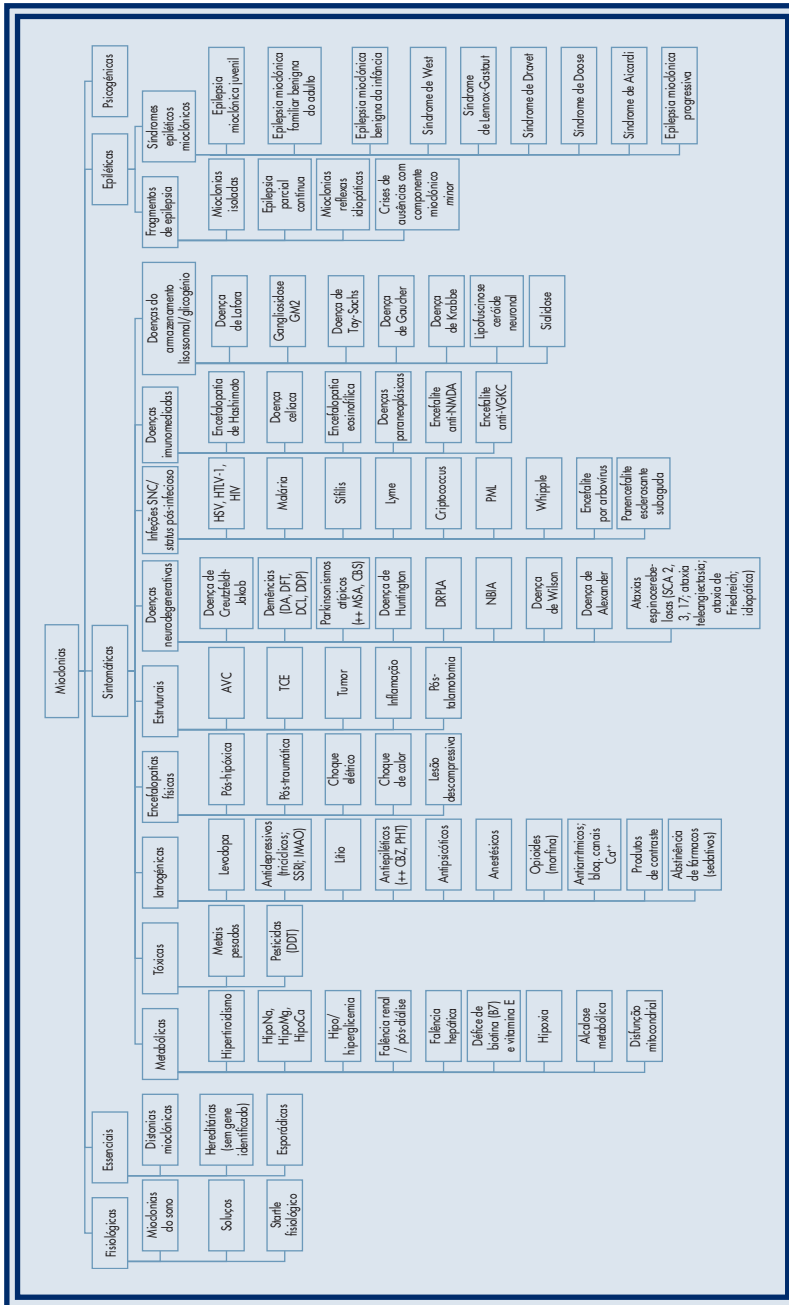 Mioclonias
Fisiológicas
Mioclonias
do sono
Soluços
Startle
fisiológico
Essenciais
Distonias
mioclónicas
Hereditárias
(sem gene
identificado)
Esporádicas
Sintomáticas
Metabólicas
Hipertiroidismo
HipoNa,
HipoMg,
HipoCa
Hipo/
hiperglicemia
Falência renal
/ pós-diálise
Falência
hepática
Défice de
biotina (B7)
e vitamina E
Hipoxia
Alcalose
metabólica
Disfunção
mitocondrial
Tóxicas
Metais
pesados
Pesticidas
(DDT)
Iatrogénicas
Levodopa
Antidepressivos
(tricíclicos;
SSRI; IMAO)
Lítio
Antiepiléticos
(++ CBZ, PHT)
Antipsicóticos
Anestésicos
Opioides
(morfina)
Antiarrítmicos;
bloq. canais
Ca++
Produtos
de contraste
Abstinência
de fármacos
(sedativos)
Encefalopatias
físicas
Pós-hipóxica
Pós-traumática
Choque
elétrico
Choque
de calor
Lesão
descompressiva
Estruturais
AVC
TCE
Tumor
Inflamação
Pós-
talamotomia
Doenças
neurodegenerativas
Doença de
Creutzfeldt-
Jakob
Demências
(DA, DFT,
DCL, DDP)
Parkinsonismos
atípicos
(++ MSA, CBS)
Doença de
Huntington
DRPLA
NBIA
Doença
de Wilson
Doença de
Alexander
Ataxias
espinocerebe-
losas (SCA 2,
3, 17; ataxia
teleangiectasia;
ataxia de
Friedreich;
idiopática)
Infeções SNC/
status pós-infecioso
HSV, HTLV-1,
HIV
Malária
Sífilis
Lyme
Criptococcus
PML
Whipple
Encefalite
por arbovírus
Panencefalite
esclerosante
subaguda
Doenças
imunomediadas
Encefalopatia
de Hashimoto
Doença
celíaca
Encefalopatia
eosinofílica
Doenças
paraneoplásicas
Encefalite
anti-NMDA
Encefalite
anti-VGKC
Doenças do
armazenamento
lisossomal/ glicogénio
Doença
de Lafora
Gangliosidose
GM2
Doença de
Tay-Sachs
Doença
de Gaucher
Doença
de Krabbe
Lipofuscinose
ceróide
neuronal
Sialidose
Epiléticas
Fragmentos
de epilepsia
Mioclonias
isoladas
Epilepsia
parcial
contínua
Mioclonias
reflexas
idiopáticas
Crises de
ausências com
componente
mioclónico
minor
Síndromes
epiléticos
mioclónicos
Epilepsia
mioclónica juvenil
Epilepsia mioclónica
familiar benigna
do adulto
Epilepsia mioclónica
benigna da infância
Síndrome de West
Síndrome
de Lennox-Gastaut
Síndrome de Dravet
Síndrome de Doose
Síndrome de Aicardi
Epilepsia mioclónica
progressiva
Psicogénicas